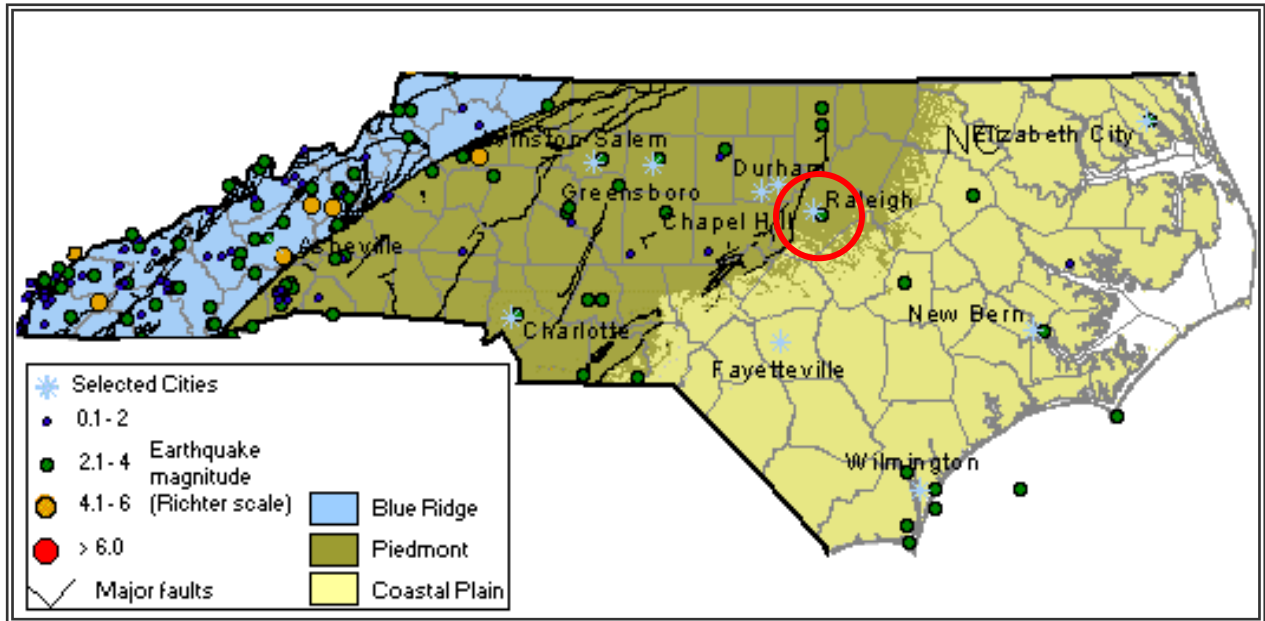 NC
Elizabeth City
Winston-Salem
Durham
Greensboro
Raleigh
Chapel Hill
Asheville
New Bern
Charlotte
Fayetteville
Wilmington
Selected Cities
0.1 - 2
2.1 - 4 Earthquake
magnitude
4.1 - 6 (Richter scale)
> 6.0
Major faults
Blue Ridge
Piedmont
Coastal Plain